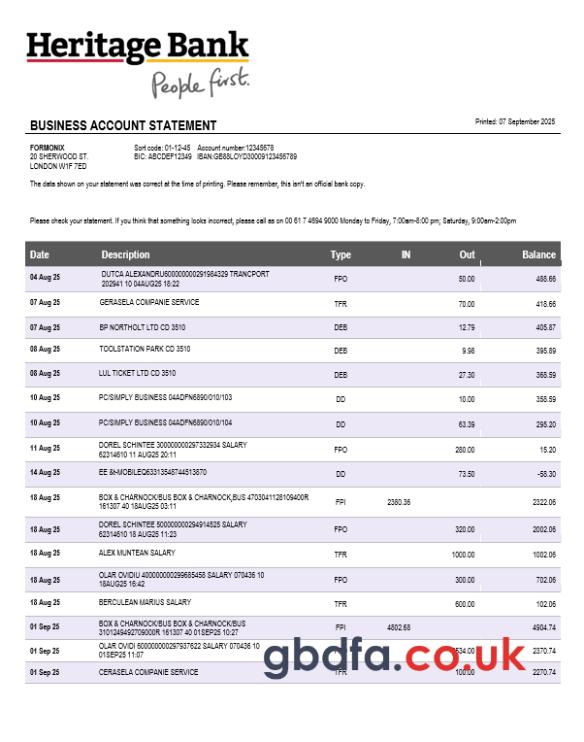 Heritage Bank
People first.
BUSINESS ACCOUNT STATEMENT
Printed: 07 September 2025
FORMONIX
20 SHERWOOD ST.
LONDON W1F 7ED
Sort code: 01-12-45 Account number:12345678
BIC: ABCDEF12349 IBAN:GB88LOYD30009123456789
The data shown on your statement was correct at the time of printing. Please remember, this isn't an official bank copy.
Please check your statement. If you think that something looks incorrect, please call as on 00 61 7 4694 9000 Monday to Friday, 7:00am-8:00 pm; Saturday, 9:00am-2:00pm
Date Description Type IN Out Balance
04 Aug 25 DUTCA ALEXANDRU600000000291984329 TRANCPORT
202941 10 04AUG25 18:22 FPO 50.00 488.66
07 Aug 25 GERASELA COMPANIE SERVICE TFR 70.00 418.66
07 Aug 25 BP NORTHOLT LTD CD 3510 DEB 12.79 405.87
08 Aug 25 TOOLSTATION PARK CD 3510 DEB 9.98 395.89
08 Aug 25 LUL TICKET LTD CD 3510 DEB 27.30 368.59
10 Aug 25 PC/SIMPLY BUSINESS 04ADFN6890/010/103 DD 10.00 358.59
10 Aug 25 PC/SIMPLY BUSINESS 04ADFN6890/010/104 DD 63.39 295.20
11 Aug 25 DOREL SCHINTEE 300000000297332934 SALARY
62314610 11 AUG25 20:11 FPO 280.00 15.20
14 Aug 25 EE &I-MOBILEQ63313548744513870 DD 73.50 -58.30
18 Aug 25 BOX & CHARNOCK/BUS BOX & CHARNOCK,BUS 4703041128109400R
161307 40 18AUG25 03:11 FPI 2380.36 2322.06
18 Aug 25 DOREL SCHINTEE 500000000294914525 SALARY
62314610 18 AUG25 11:23 FPO 320.00 2002.06
18 Aug 25 ALEX MUNTEAN SALARY TFR 1000.00 1002.06
18 Aug 25 OLAR OVIDIU 400000000299685458 SALARY 070436 10
18AUG25 16:42 FPO 300.00 702.06
18 Aug 25 BERCULEAN MARIUS SALARY TFR 600.00 102.06
01 Sep 25 BOX & CHARNOCK/BUS BOX & CHARNOCK/BUS
3101249492709000R 161307 40 01SEP25 10:27 FPI 4802.68 4904.74
01 Sep 25 OLAR OVIDI 600000000297937622 SALARY 070436 10
01SEP25 11:07 2534.00 2370.74
01 Sep 25 CERASELA COMPANIE SERVICE TFR 100.00 2270.74
gbdfa.co.uk